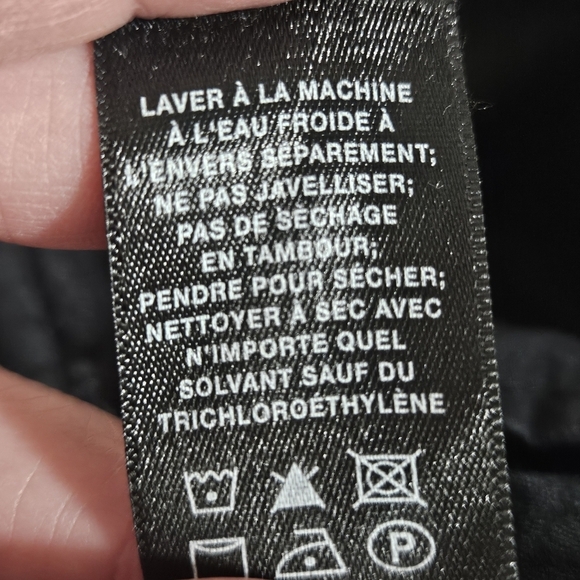 LAVER À LA MACHINE
À L'EAU FROIDE À
L'ENVERS SÉPAREMENT;
NE PAS JAVELLISER;
PAS DE SÉCHAGE
EN TAMBOUR;
PENDRE POUR SÉCHER;
NETTOYER À SEC AVEC
N'IMPORTE QUEL
SOLVANT SAUF DU
TRICHLOROÉTHYLÈNE
P